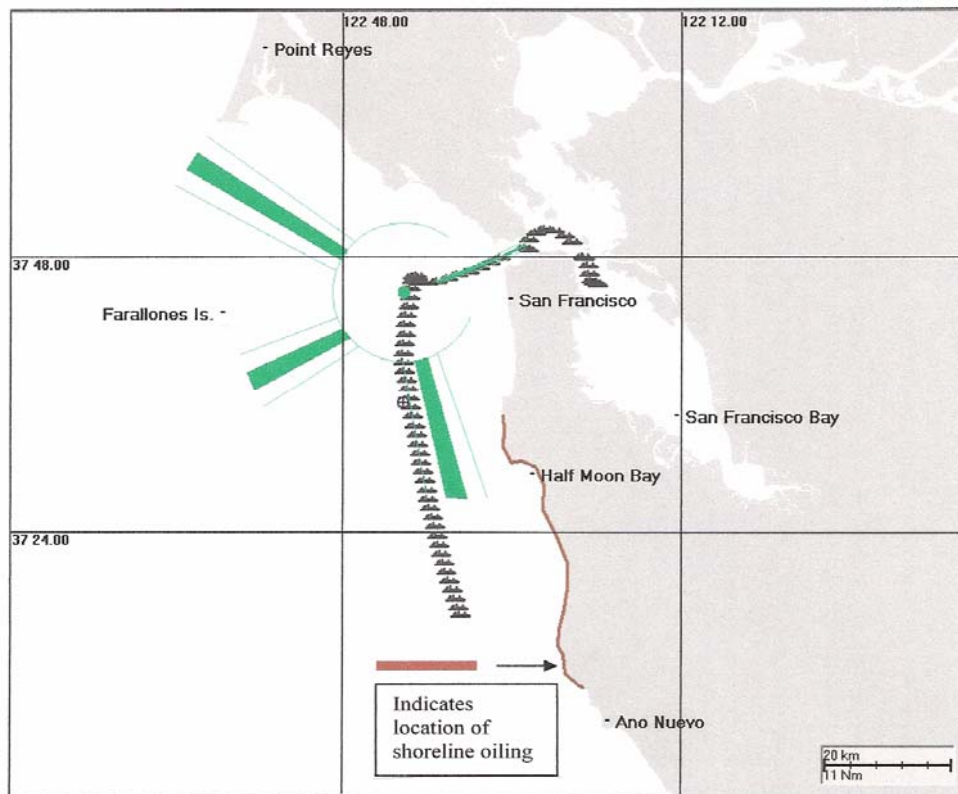 122 48.00
122 12.00
Point Reyes
37 48.00
San Francisco
Farallones Is.
San Francisco Bay
Half Moon Bay
37 24.00
Indicates
location of
shoreline oiling
Ano Nuevo
20 km
11 Nm